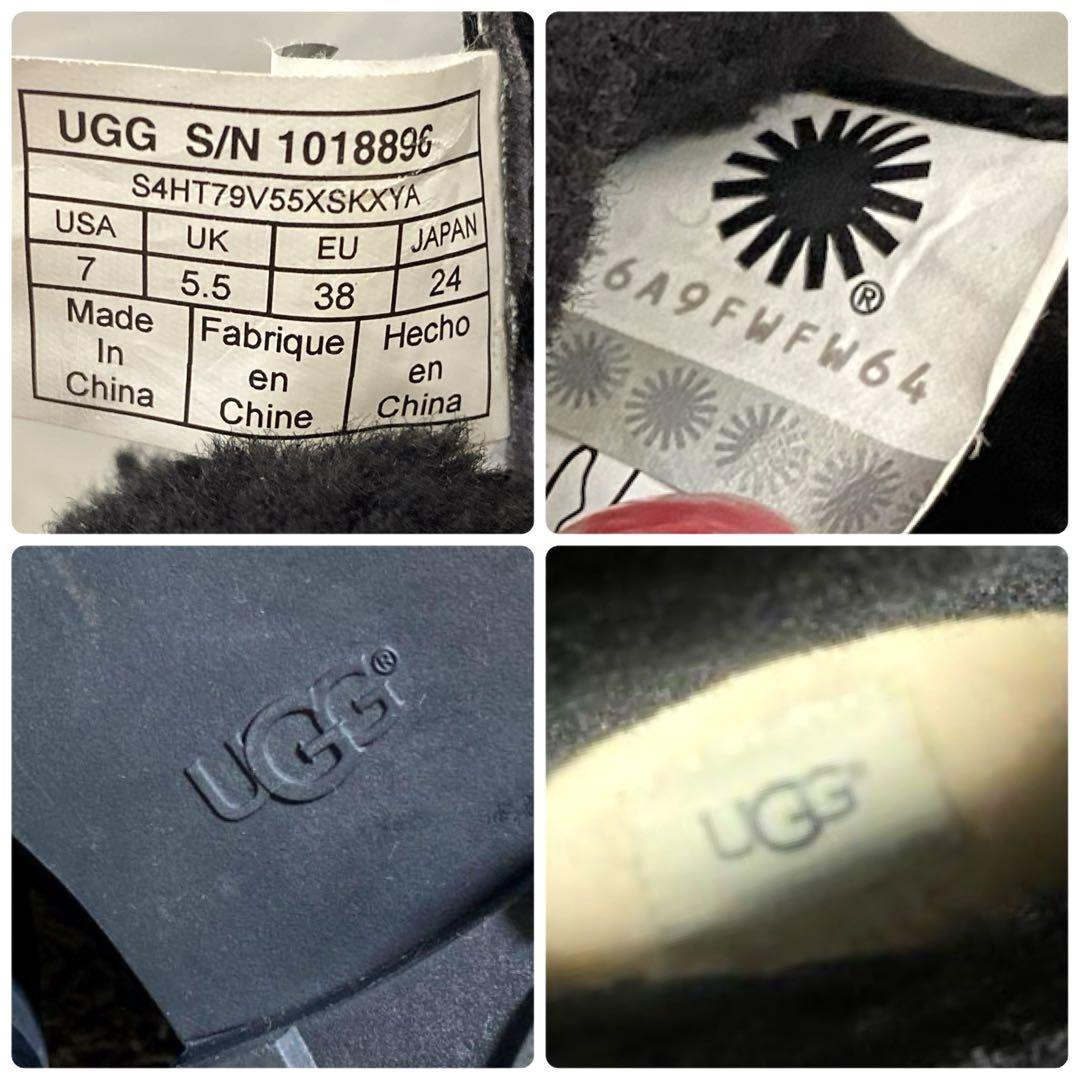 UGG S/N 1018896
S4HT79V55XSKXYA
USA UK EU JAPAN
7 5.5 38 24
Made In China
Fabrique en Chine
Hecho en China
®
6A9FWFW64
UGG®
UGG